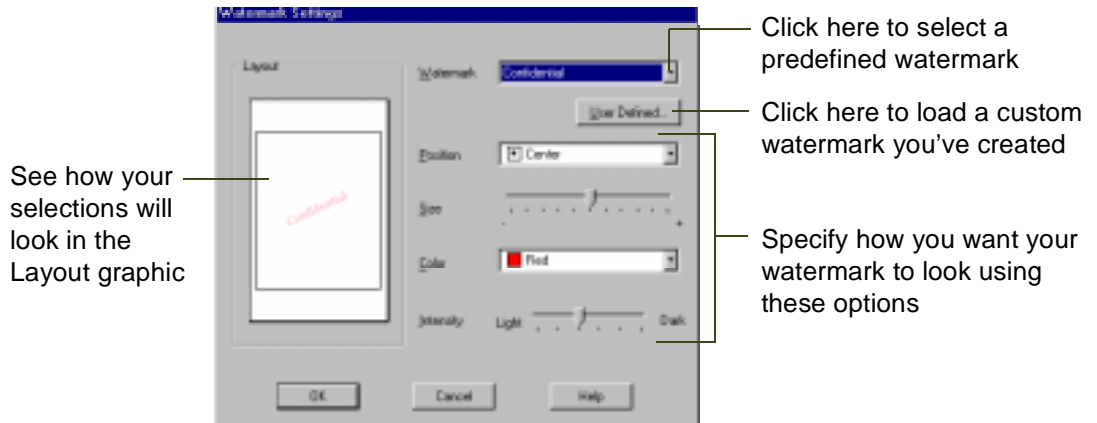 Watermark Settings
Layout
Confidential
Watermark
Confidential
User Defined...
Position
Center
Size
-
+
Color
Red
Intensity
Light
Dark
OK
Cancel
Help
See how your
selections will
look in the
Layout graphic
Click here to select a
predefined watermark
Click here to load a custom
watermark you’ve created
Specify how you want your
watermark to look using
these options